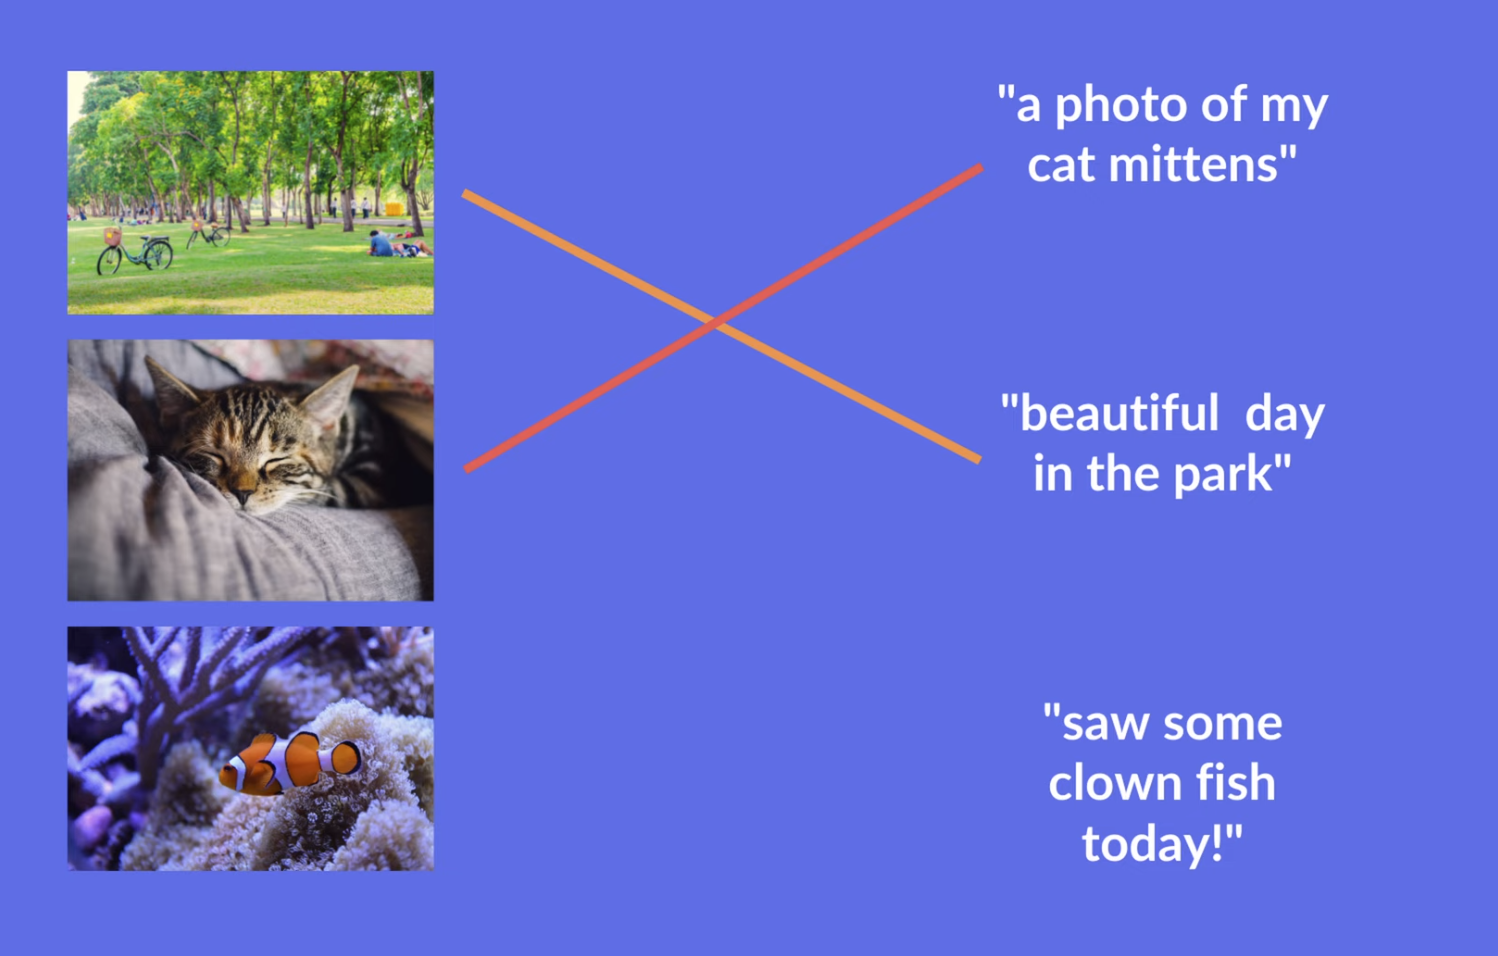 "a photo of my
cat mittens"
"beautiful  day
in the park"
"saw some
clown fish
today!"